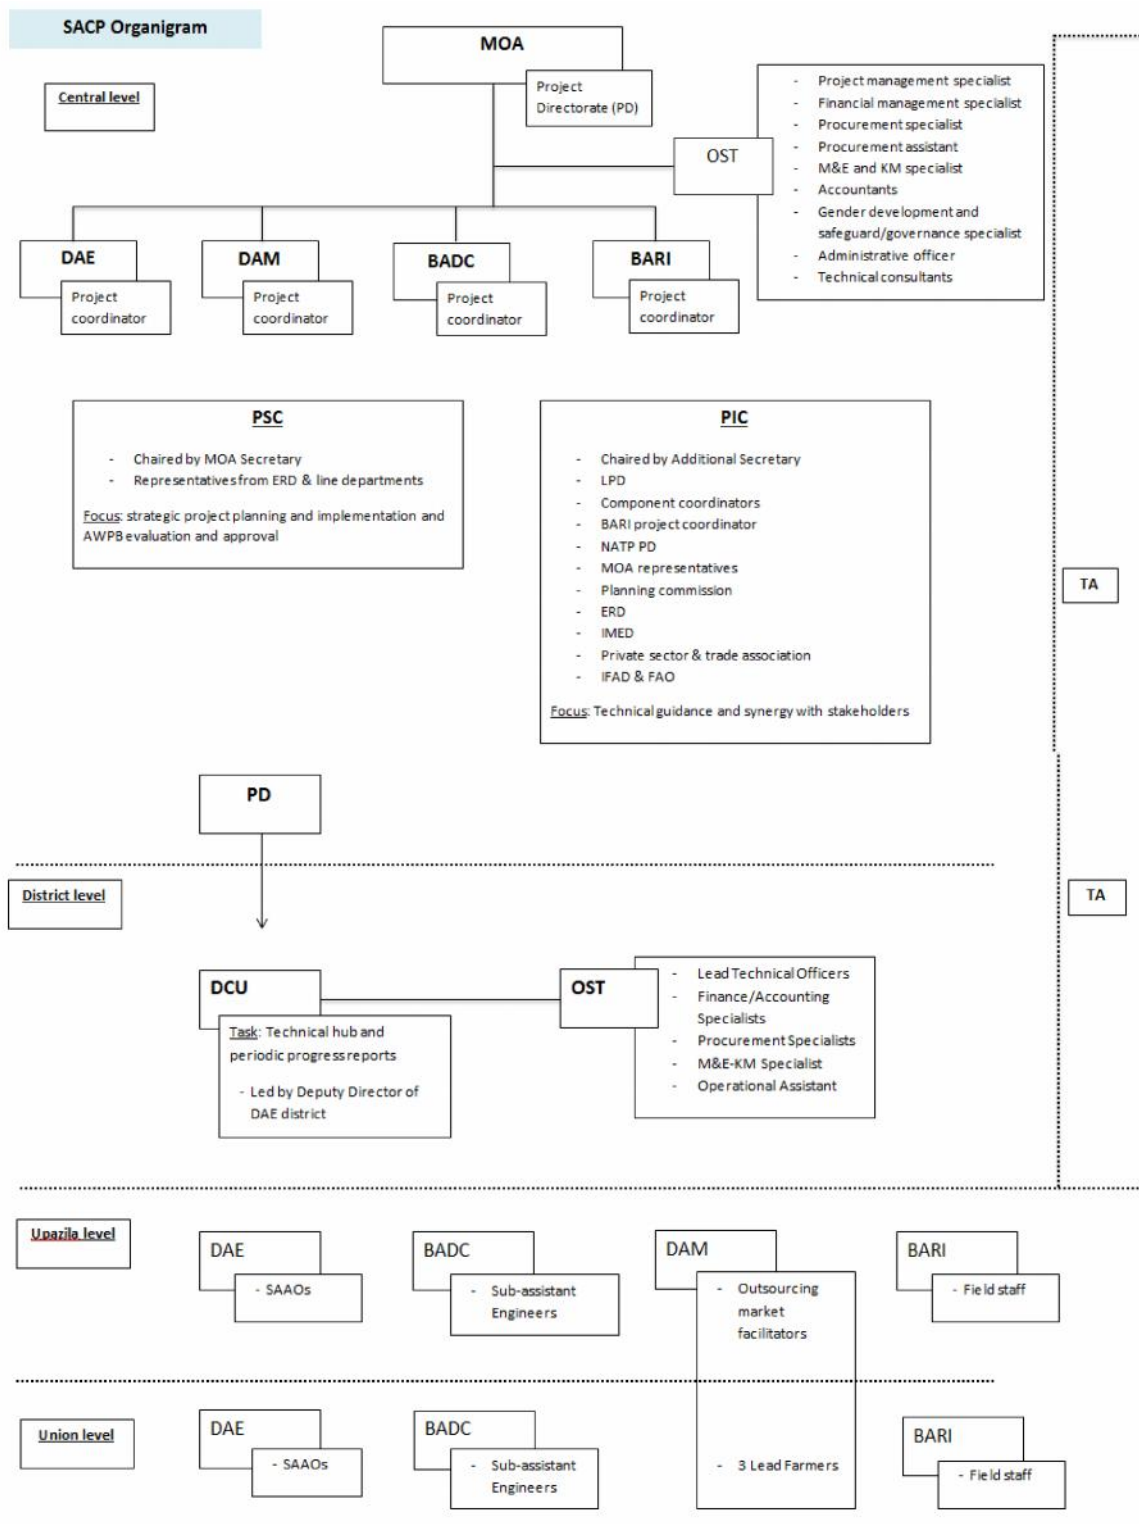 SACP Organigram
MOA
Central level
Project
Directorate (PD)
- Project management specialist
- Financial management specialist
- Procurement specialist
- Procurement assistant
- M&E and KM specialist
- Accountants
- Gender development and
safeguard/governance specialist
- Administrative officer
- Technical consultants
OST
DAE
Project
coordinator
DAM
Project
coordinator
BADC
Project
coordinator
BARI
Project
coordinator
PSC
- Chaired by MOA Secretary
- Representatives from ERD & line departments
Focus: strategic project planning and implementation and
AWPB evaluation and approval
PIC
- Chaired by Additional Secretary
- LPD
- Component coordinators
- BARI project coordinator
- NATP PD
- MOA representatives
- Planning commission
- ERD
- IMED
- Private sector & trade association
- IFAD & FAO
Focus: Technical guidance and synergy with stakeholders
TA
PD
District level
TA
DCU
Task: Technical hub and
periodic progress reports
- Led by Deputy Director of
DAE district
OST
- Lead Technical Officers
- Finance/Accounting
Specialists
- Procurement Specialists
- M&E-KM Specialist
- Operational Assistant
Upazila level
DAE
- SAAOs
BADC
- Sub-assistant
Engineers
DAM
- Outsourcing
market
facilitators
BARI
- Field staff
Union level
DAE
- SAAOs
BADC
- Sub-assistant
Engineers
- 3 Lead Farmers
BARI
- Field staff